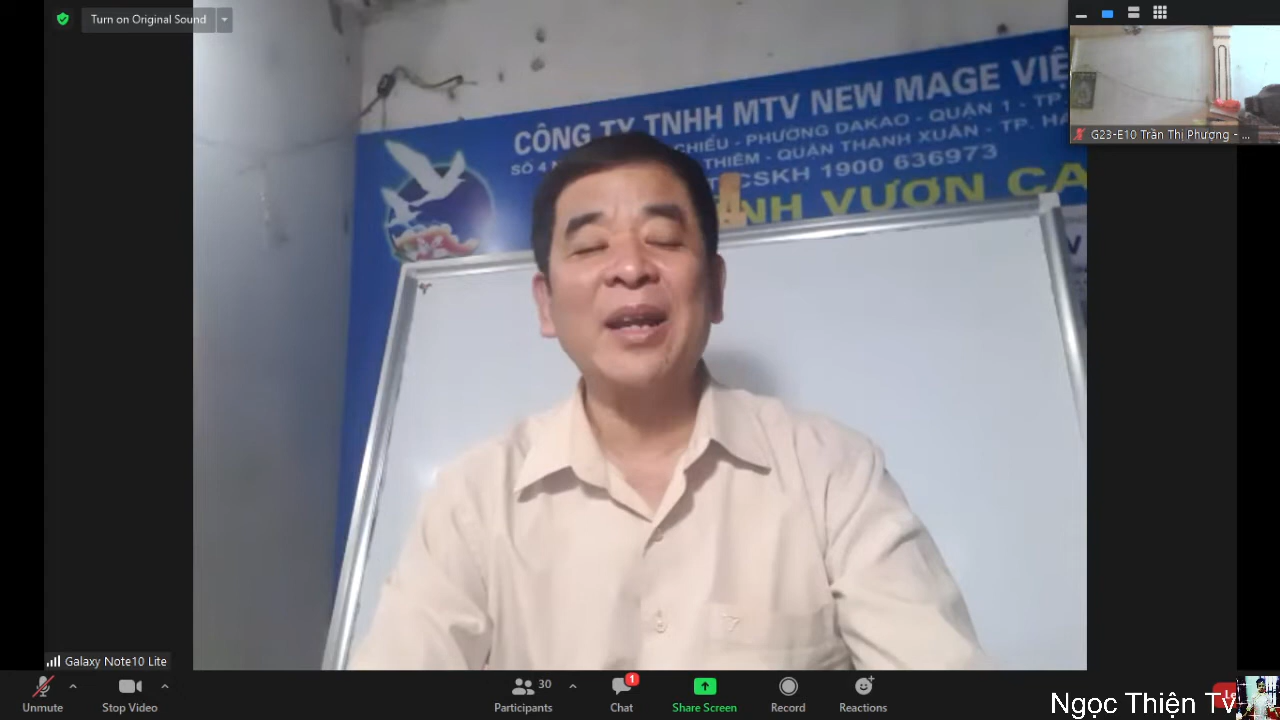 Turn on Original Sound
CÔNG TY TNHH MTV NEW MAGE VIỆ
SỐ 4
CHIỂU - PHƯỜNG DAKAO - QUẬN 1 - TP.
THIÊM - QUẬN THANH XUÂN - TP. HÀ
CSKH 1900 636973
NH VƯƠN CA
G23-E10 Trần Thị Phượng - ...
Galaxy Note10 Lite
Unmute
Stop Video
30
Participants
1
Chat
Share Screen
Record
Reactions
Ngọc Thiện Tv